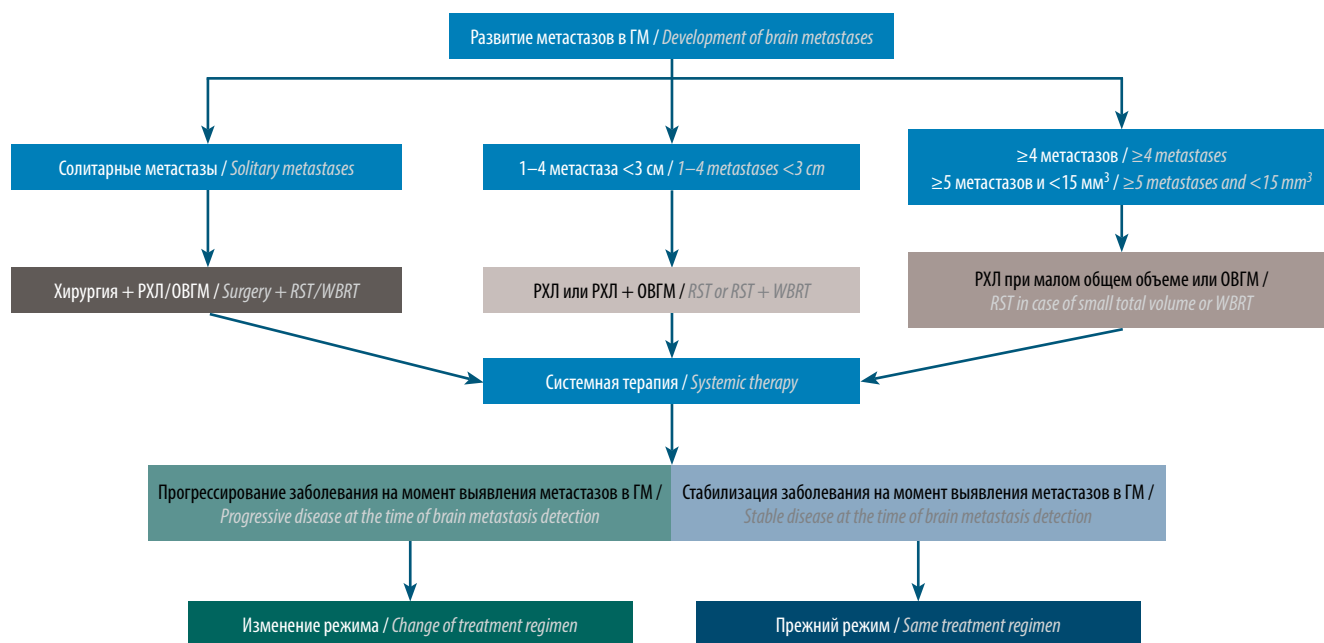 Развитие метастазов в ГМ / Development of brain metastases
Солитарные метастазы / Solitary metastases
1–4 метастаза <3 см / 1–4 metastases <3 cm
≥4 метастазов / ≥4 metastases
≥5 метастазов и <15 мм³ / ≥5 metastases and <15 mm³
Хирургия + РХЛ/ОВГМ / Surgery + RST/WBRT
РХЛ или РХЛ + ОВГМ / RST or RST + WBRT
РХЛ при малом общем объеме или ОВГМ /
RST in case of small total volume or WBRT
Системная терапия / Systemic therapy
Прогрессирование заболевания на момент выявления метастазов в ГМ /
Progressive disease at the time of brain metastasis detection
Стабилизация заболевания на момент выявления метастазов в ГМ /
Stable disease at the time of brain metastasis detection
Изменение режима / Change of treatment regimen
Прежний режим / Same treatment regimen